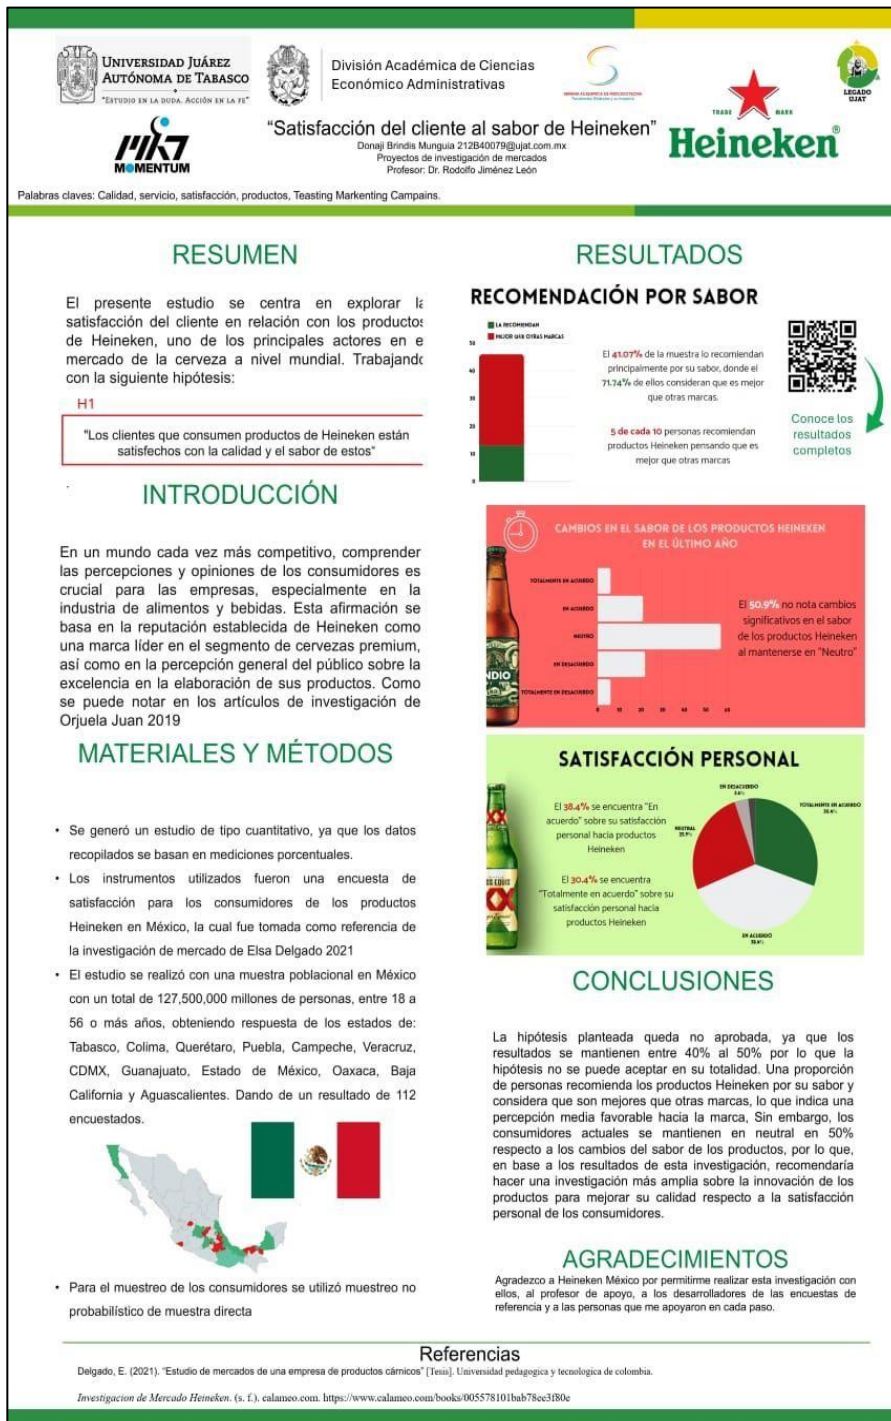 UNIVERSIDAD JUÁREZ
AUTÓNOMA DE TABASCO
"ESTUDIO EN LA DUDA. ACCIÓN EN LA FE"
División Académica de Ciencias
Económico Administrativas
LEGADO
UJAT
MOMENTUM
"Satisfacción del cliente al sabor de Heineken"
Donaji Brindis Munguia 212B40079@ujat.com.mx
Proyectos de investigación de mercados
Profesor: Dr. Rodolfo Jiménez León
TRADE MARK
Heineken®
Palabras claves: Calidad, servicio, satisfacción, productos, Teasting Markenting Campains.
RESUMEN
El presente estudio se centra en explorar la
satisfacción del cliente en relación con los productos
de Heineken, uno de los principales actores en e
mercado de la cerveza a nivel mundial. Trabajando
con la siguiente hipótesis:
H1
"Los clientes que consumen productos de Heineken están
satisfechos con la calidad y el sabor de estos"
.
INTRODUCCIÓN
En un mundo cada vez más competitivo, comprender
las percepciones y opiniones de los consumidores es
crucial para las empresas, especialmente en la
industria de alimentos y bebidas. Esta afirmación se
basa en la reputación establecida de Heineken como
una marca líder en el segmento de cervezas premium,
así como en la percepción general del público sobre la
excelencia en la elaboración de sus productos. Como
se puede notar en los artículos de investigación de
Orjuela Juan 2019
MATERIALES Y MÉTODOS
• Se generó un estudio de tipo cuantitativo, ya que los datos
recopilados se basan en mediciones porcentuales.
• Los instrumentos utilizados fueron una encuesta de
satisfacción para los consumidores de los productos
Heineken en México, la cual fue tomada como referencia de
la investigación de mercado de Elsa Delgado 2021
• El estudio se realizó con una muestra poblacional en México
con un total de 127,500,000 millones de personas, entre 18 a
56 o más años, obteniendo respuesta de los estados de:
Tabasco, Colima, Querétaro, Puebla, Campeche, Veracruz,
CDMX, Guanajuato, Estado de México, Oaxaca, Baja
California y Aguascalientes. Dando de un resultado de 112
encuestados.
• Para el muestreo de los consumidores se utilizó muestreo no
probabilístico de muestra directa
RESULTADOS
RECOMENDACIÓN POR SABOR
LA RECOMIENDAN
MEJOR QUE OTRAS MARCAS
50
40
30
20
10
0
El 41.07% de la muestra lo recomiendan
principalmente por su sabor, donde el
71.74% de ellos consideran que es mejor
que otras marcas.
5 de cada 10 personas recomiendan
productos Heineken pensando que es
mejor que otras marcas
Conoce los
resultados
completos
CAMBIOS EN EL SABOR DE LOS PRODUCTOS HEINEKEN
EN EL ÚLTIMO AÑO
TOTALMENTE EN ACUERDO
EN ACUERDO
NEUTRO
EN DESACUERDO
TOTALMENTE EN DESACUERDO
0 10 20 30 40 50 60
El 50.9% no nota cambios
significativos en el sabor
de los productos Heineken
al mantenerse en "Neutro"
NDIO
SATISFACCIÓN PERSONAL
El 38.4% se encuentra "En
acuerdo" sobre su satisfacción
personal hacia productos
Heineken
El 30.4% se encuentra
"Totalmente en acuerdo" sobre su
satisfacción personal hacia
productos Heineken
EN DESACUERDO
TOTALMENTE EN ACUERDO
NEUTRAL
EN ACUERDO
XX
CONCLUSIONES
La hipótesis planteada queda no aprobada, ya que los
resultados se mantienen entre 40% al 50% por lo que la
hipótesis no se puede aceptar en su totalidad. Una proporción
de personas recomienda los productos Heineken por su sabor y
considera que son mejores que otras marcas, lo que indica una
percepción media favorable hacia la marca, Sin embargo, los
consumidores actuales se mantienen en neutral en 50%
respecto a los cambios del sabor de los productos, por lo que,
en base a los resultados de esta investigación, recomendaría
hacer una investigación más amplia sobre la innovación de los
productos para mejorar su calidad respecto a la satisfacción
personal de los consumidores.
AGRADECIMIENTOS
Agradezco a Heineken México por permitirme realizar esta investigación con
ellos, al profesor de apoyo, a los desarrolladores de las encuestas de
referencia y a las personas que me apoyaron en cada paso.
Referencias
Delgado, E. (2021). "Estudio de mercados de una empresa de productos cárnicos" [Tesis]. Universidad pedagogica y tecnologica de colombia.
Investigacion de Mercado Heineken. (s. f.). calameo.com. https://www.calameo.com/books/005578101bab78ee3f80e